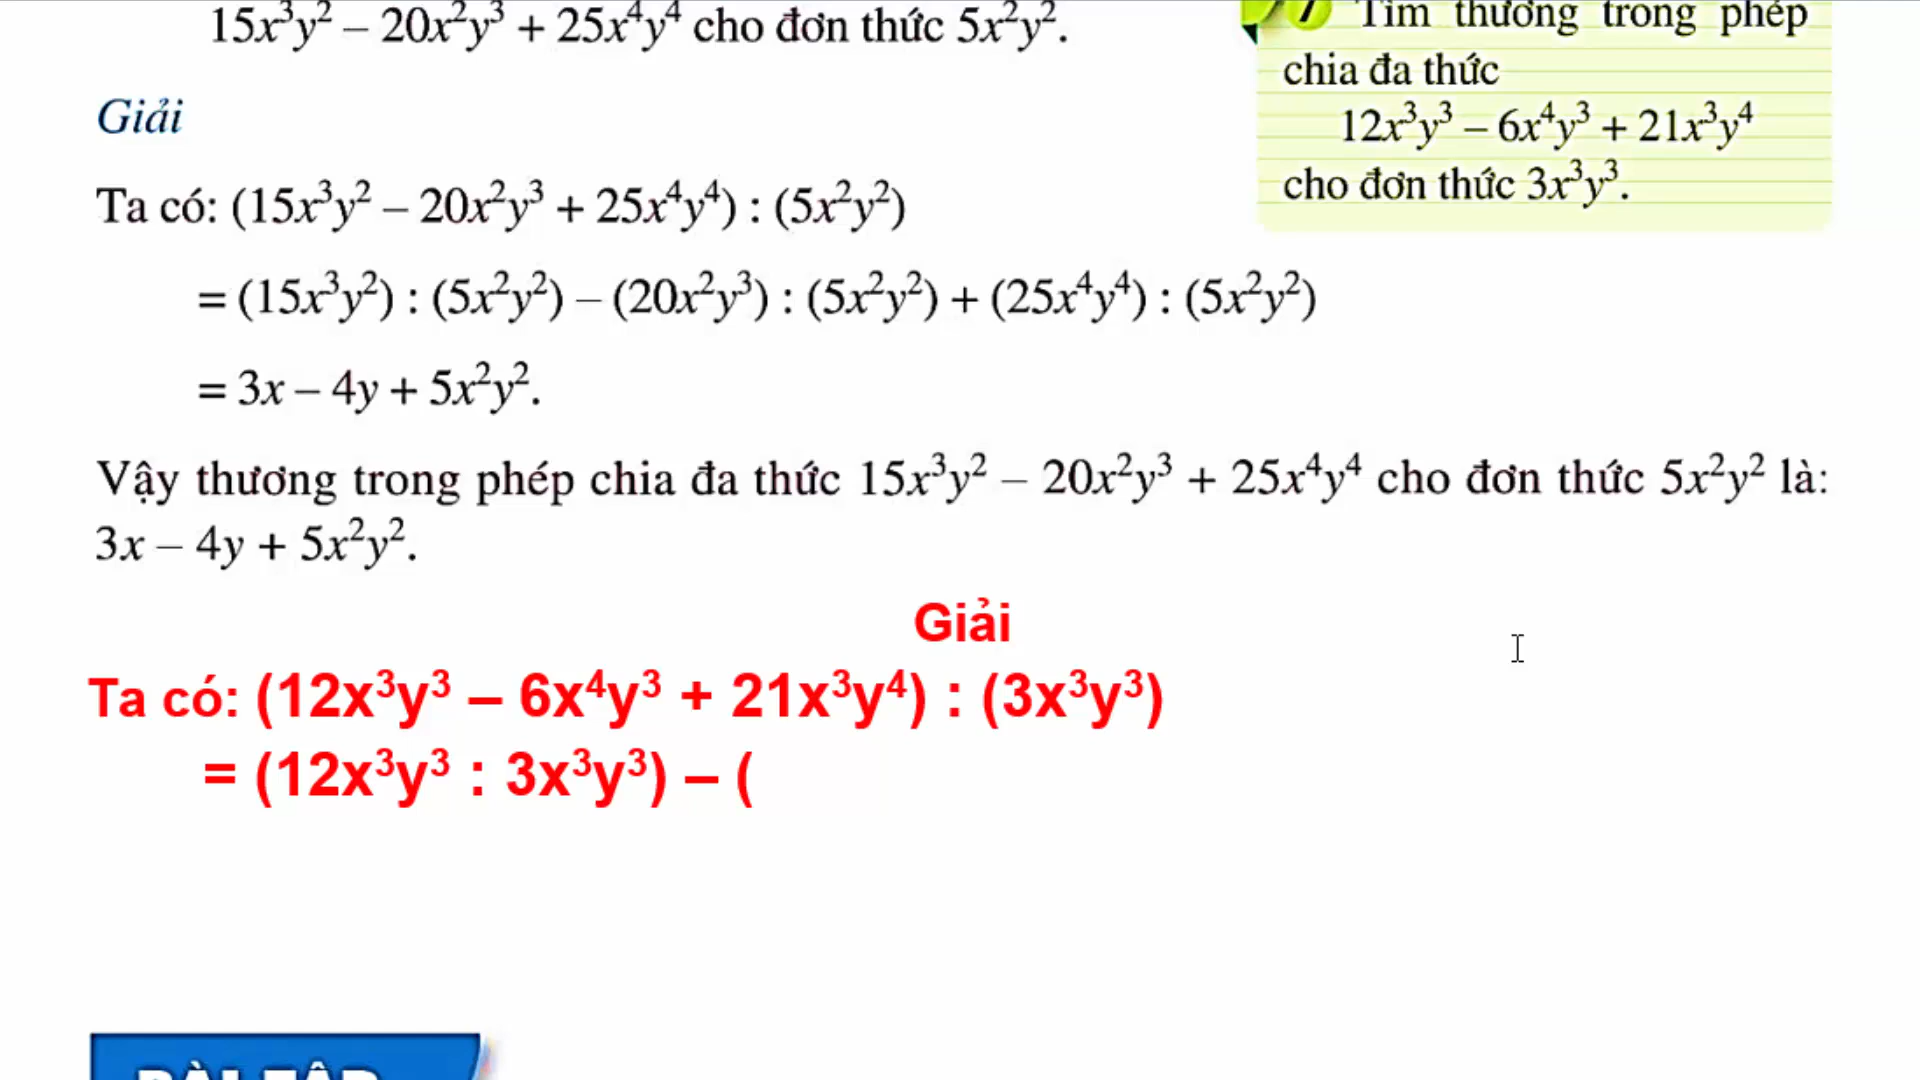 15x³y² – 20x²y³ + 25x⁴y⁴ cho đơn thức 5x²y².
7 Tìm thương trong phép
chia đa thức
12x³y³ – 6x⁴y³ + 21x³y⁴
cho đơn thức 3x³y³.
Giải
Ta có: (15x³y² – 20x²y³ + 25x⁴y⁴) : (5x²y²)
= (15x³y²) : (5x²y²) – (20x²y³) : (5x²y²) + (25x⁴y⁴) : (5x²y²)
= 3x – 4y + 5x²y².
Vậy thương trong phép chia đa thức 15x³y² – 20x²y³ + 25x⁴y⁴ cho đơn thức 5x²y² là:
3x – 4y + 5x²y².
Giải
Ta có: (12x³y³ – 6x⁴y³ + 21x³y⁴) : (3x³y³)
= (12x³y³ : 3x³y³) – (
BÀI TẬP